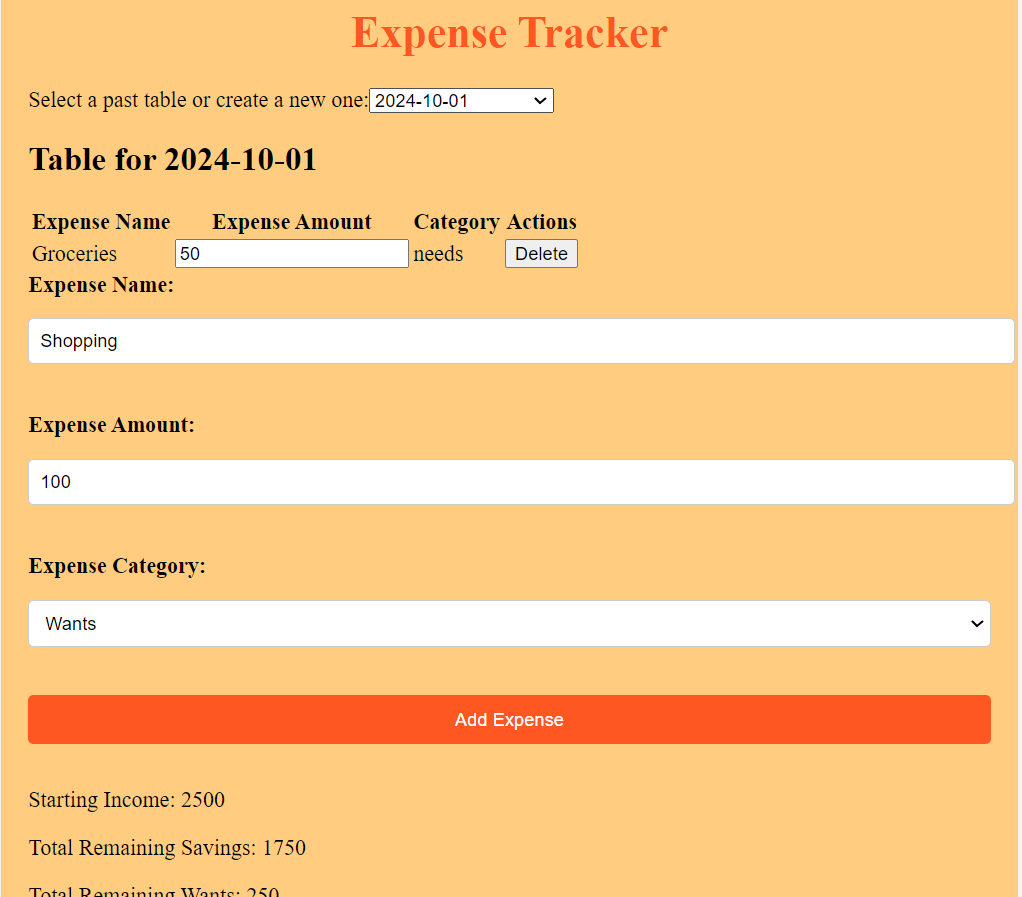 Expense Tracker
Select a past table or create a new one: 2024-10-01
Table for 2024-10-01
Expense Name Expense Amount Category Actions
Groceries 50 needs Delete
Expense Name:
Shopping
Expense Amount:
100
Expense Category:
Wants
Add Expense
Starting Income: 2500
Total Remaining Savings: 1750
Total Remaining Wants: 250